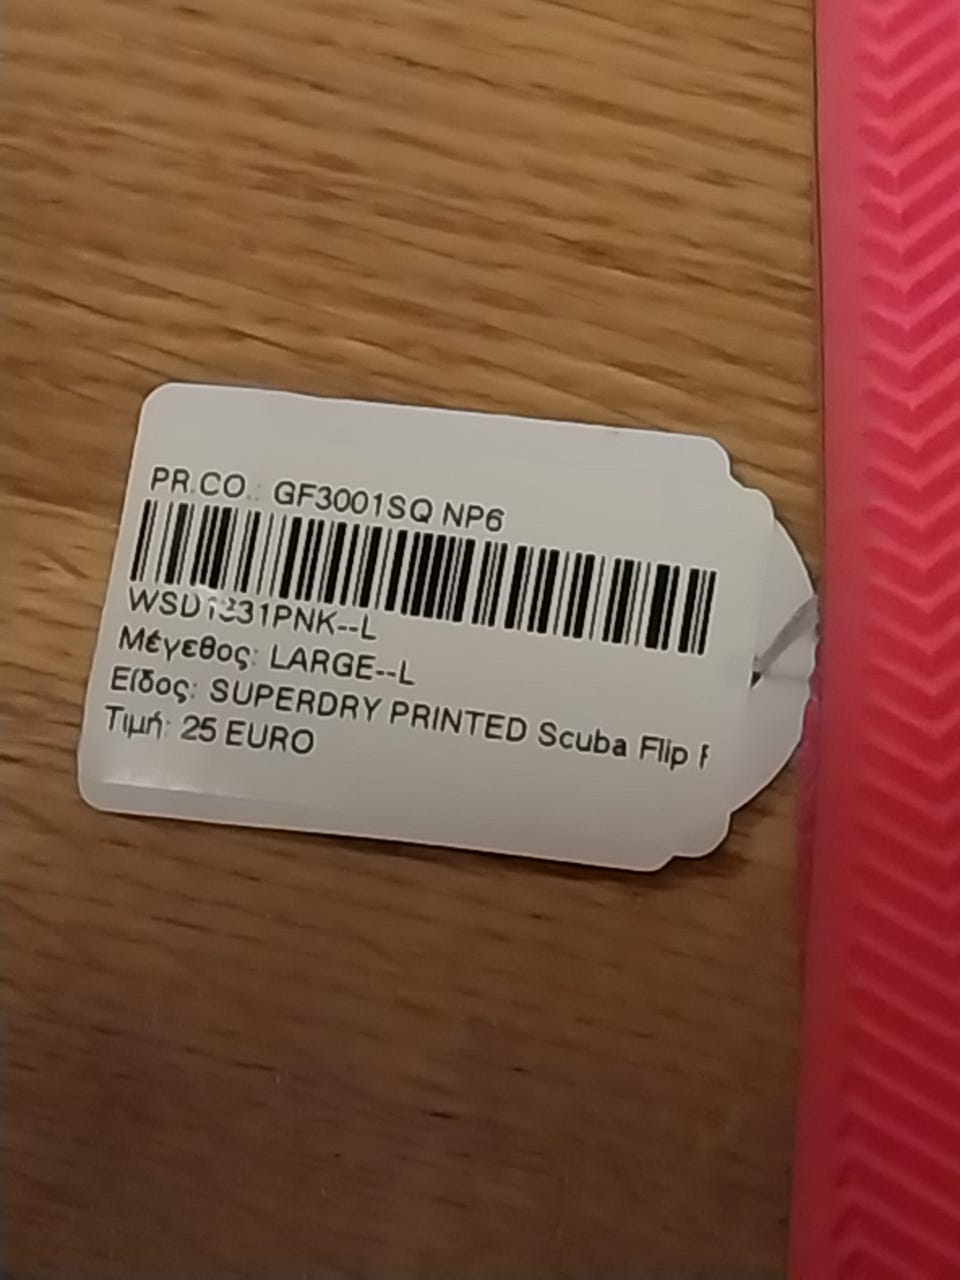 PR.CO.: GF3001SQ NP6
Μέγεθος: LARGE--L
Είδος: SUPERDRY PRINTED Scuba Flip
Τιμή: 25 EURO